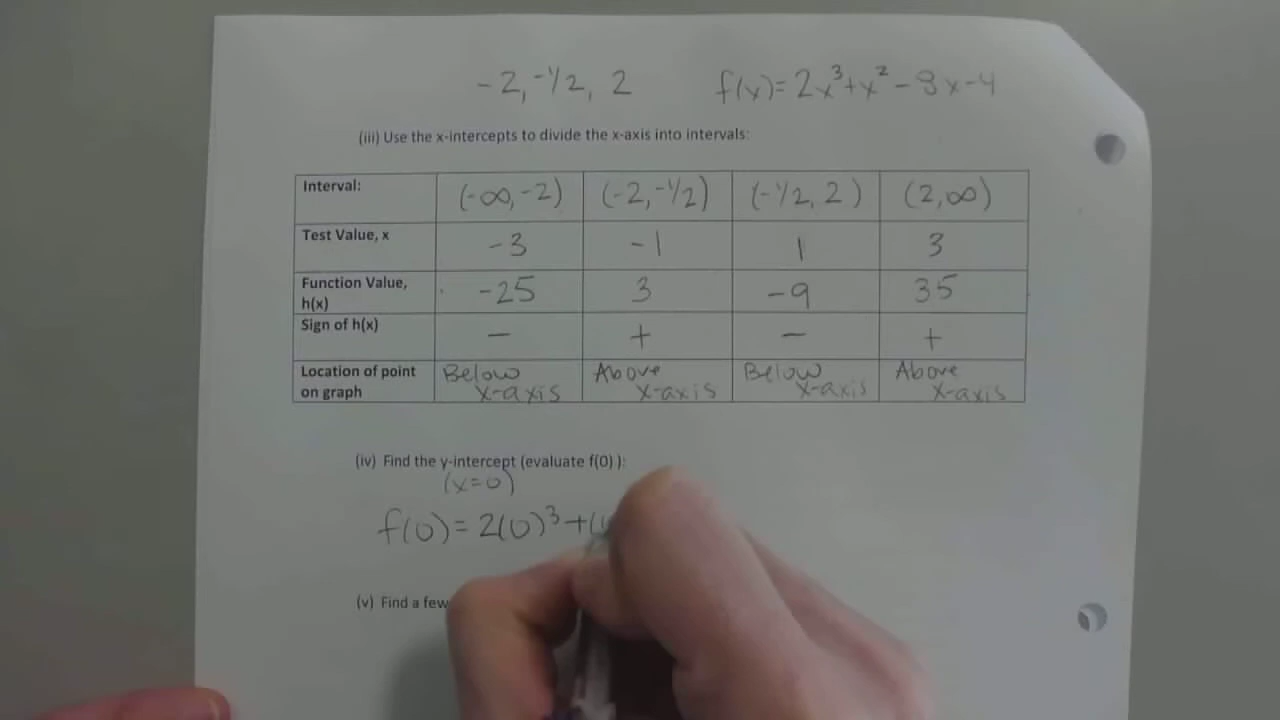 -2, -1/2, 2 f(x)=2x³+x²-8x-4
(iii) Use the x-intercepts to divide the x-axis into intervals:
Interval: (-∞,-2) (-2,-1/2) (-1/2, 2) (2,∞)
Test Value, x -3 -1 1 3
Function Value, h(x) -25 3 -9 35
Sign of h(x) - + - +
Location of point on graph Below x-axis Above x-axis Below x-axis Above x-axis
(iv) Find the y-intercept (evaluate f(0) ):
(x=0)
f(0)=2(0)³+(
(v) Find a few